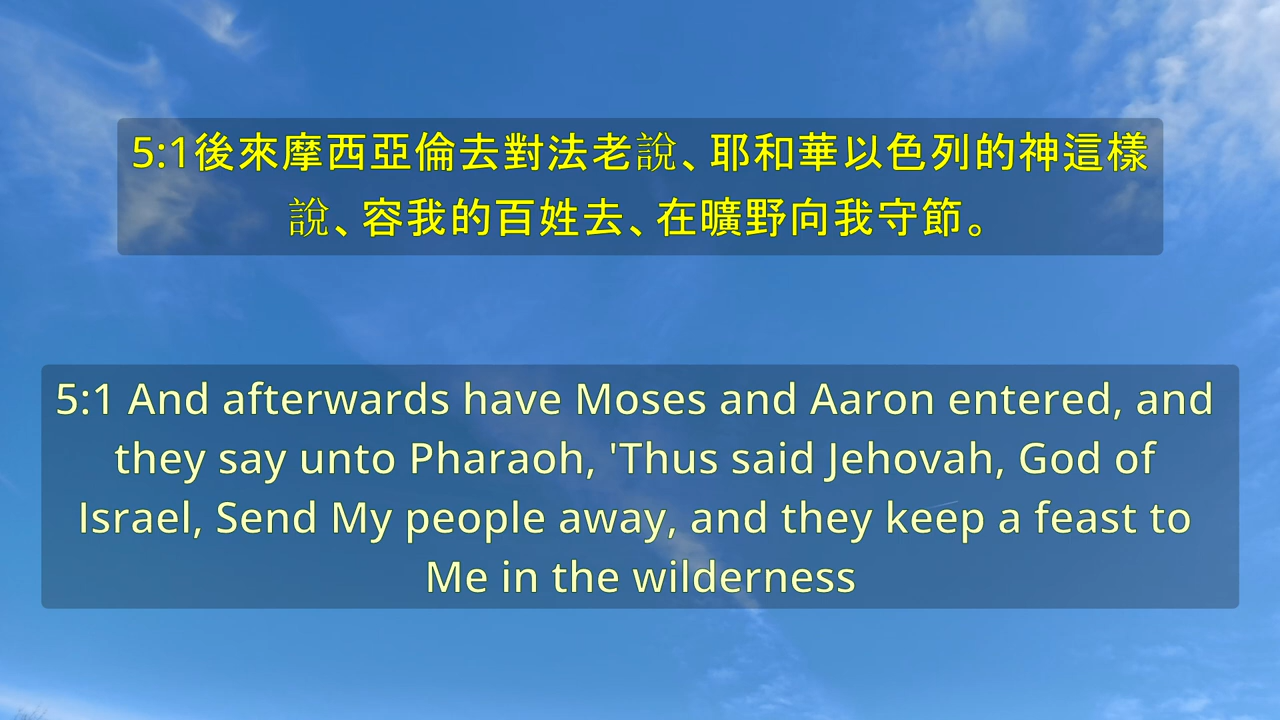 5:1後來摩西亞倫去對法老說、耶和華以色列的神這樣
說、容我的百姓去、在曠野向我守節。
5:1 And afterwards have Moses and Aaron entered, and
they say unto Pharaoh, 'Thus said Jehovah, God of
Israel, Send My people away, and they keep a feast to
Me in the wilderness